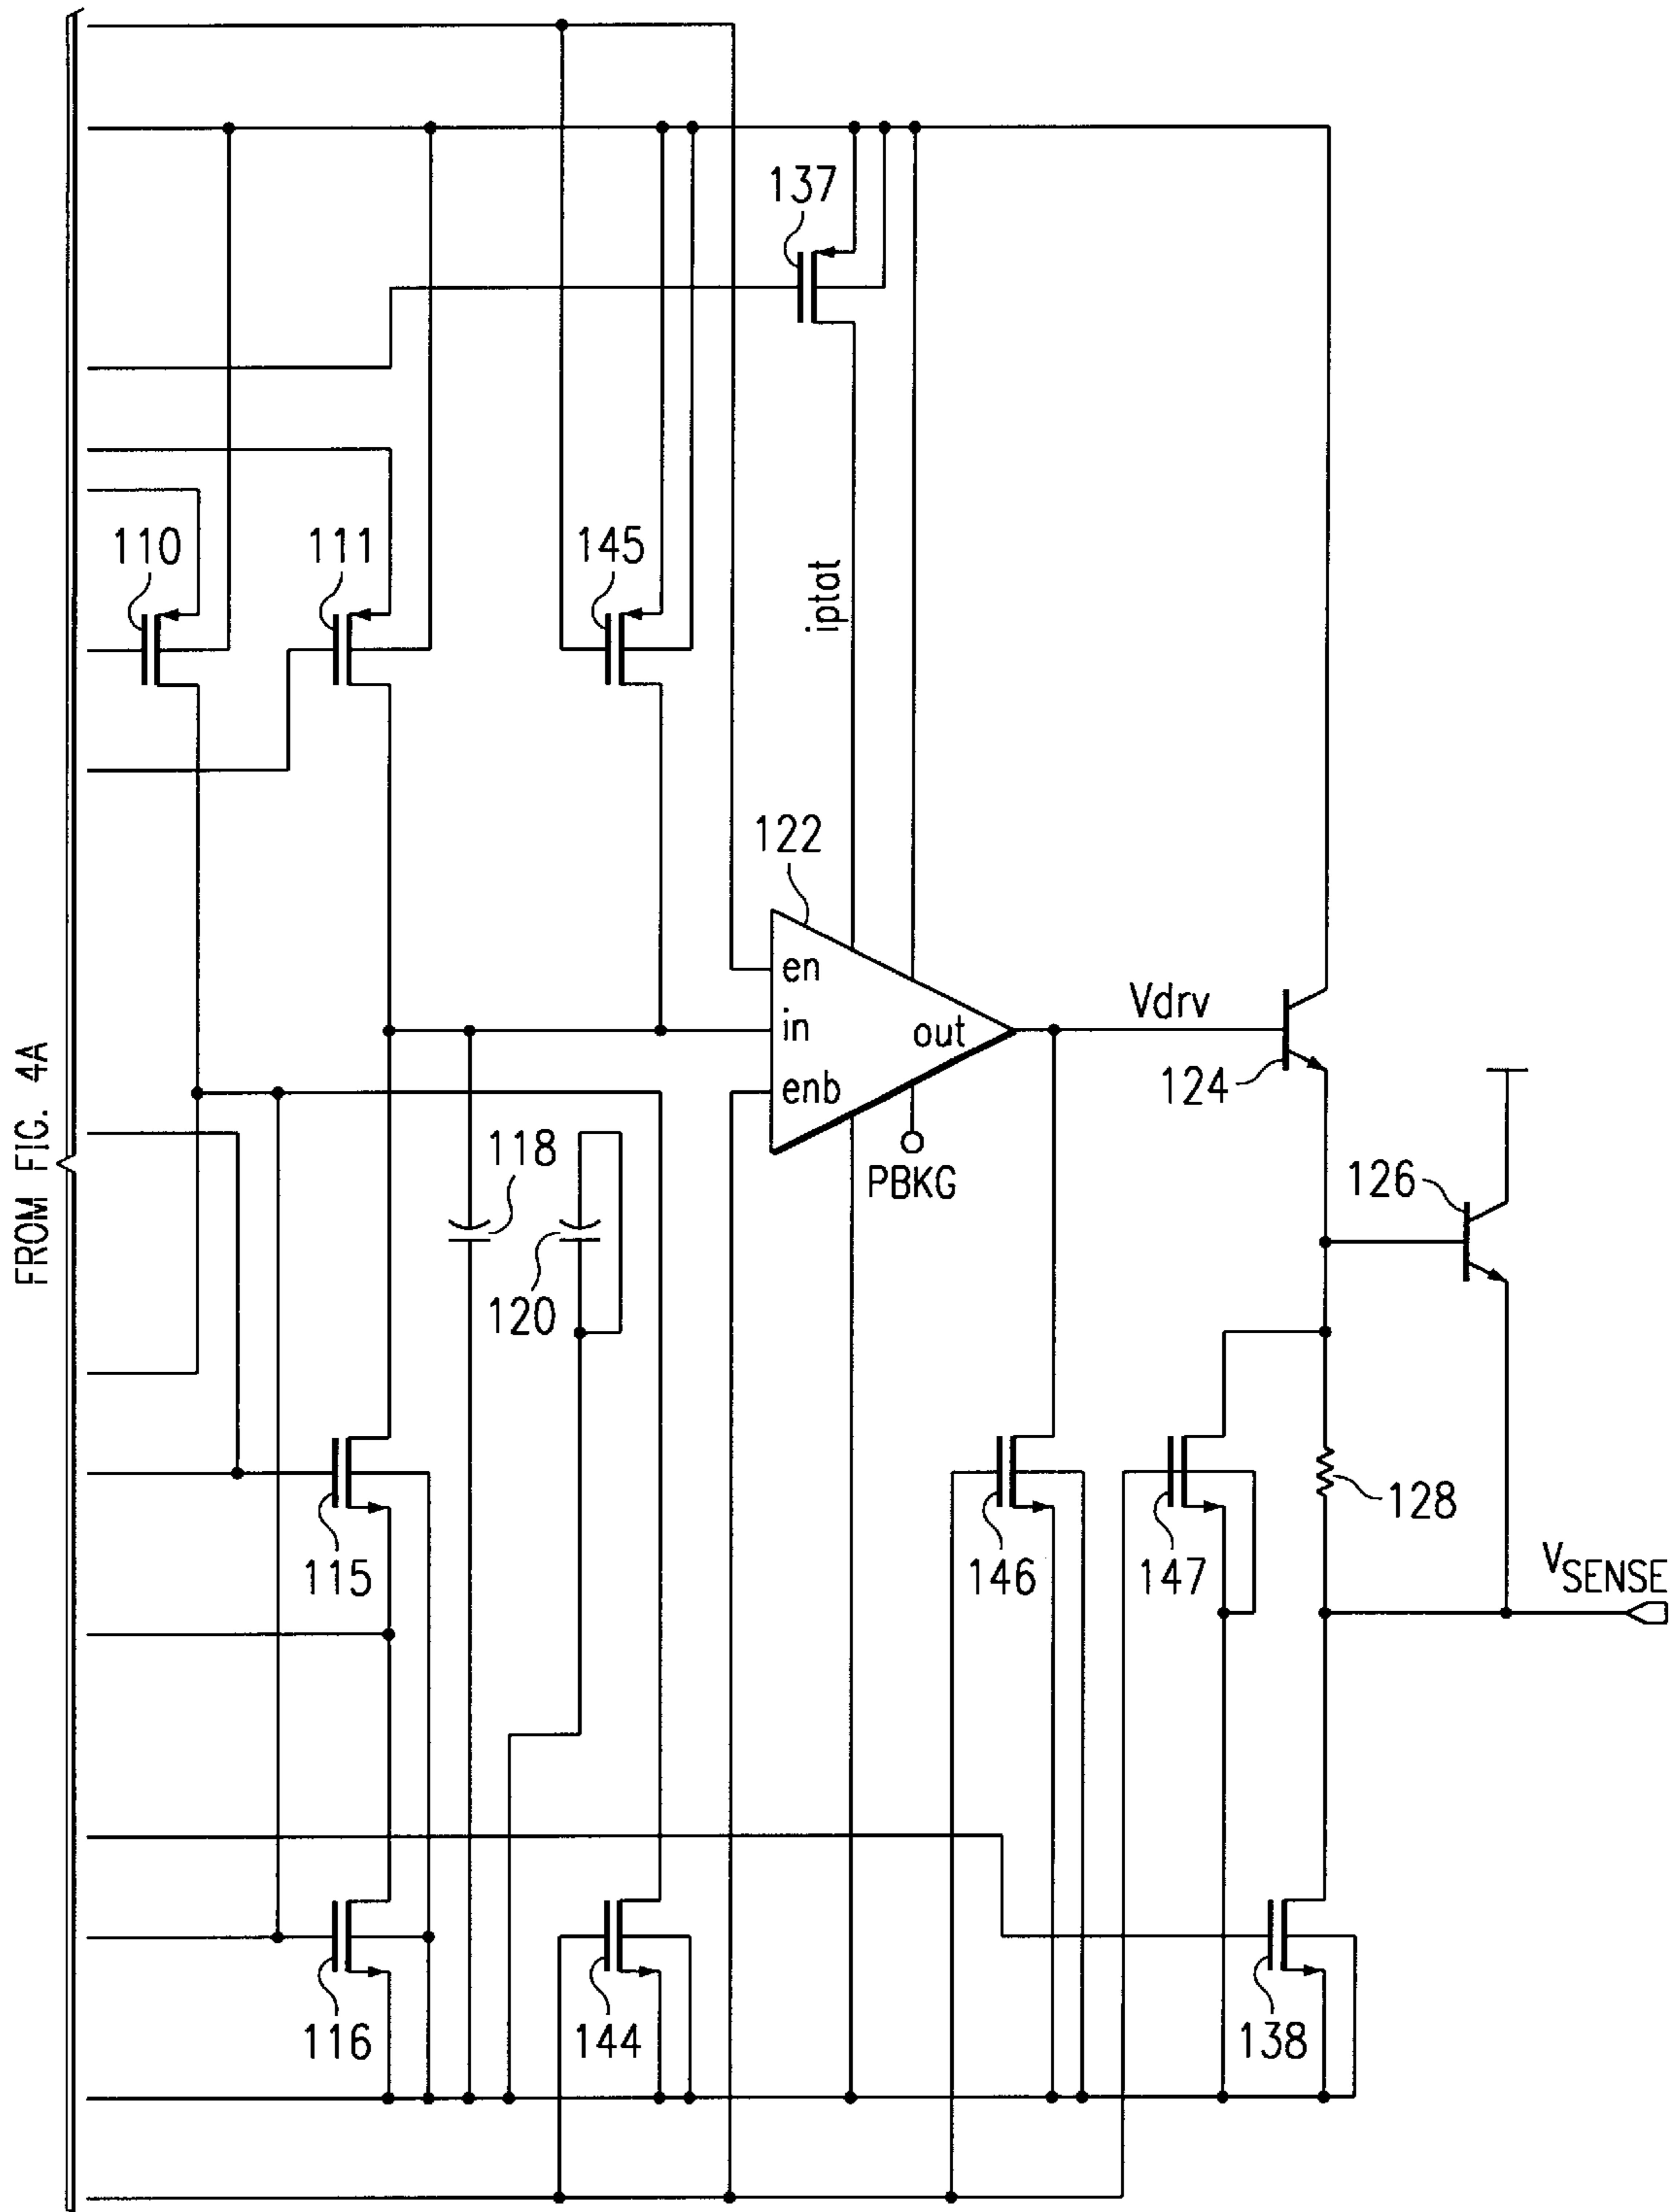 137
110
111
145
iptat
122
en
in
out
enb
Vdrv
124
PBKG
118
120
126
FROM FIG. 4A
128
115
146
147
VSENSE
116
144
138